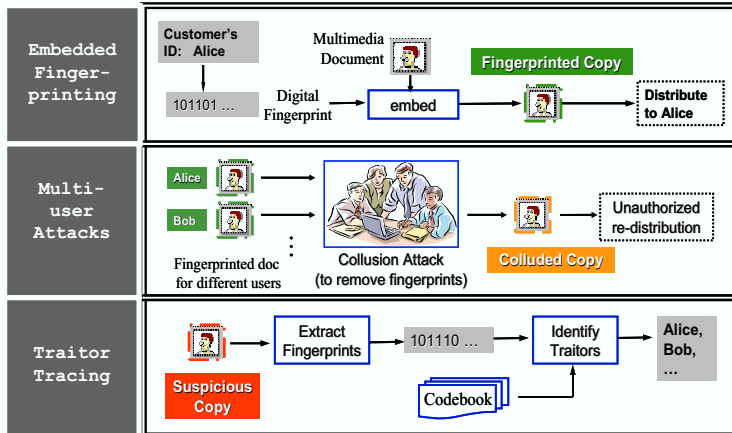 Embedded
Finger-
printing
Customer's
ID: Alice
101101 ...
Digital
Fingerprint
Multimedia
Document
embed
Fingerprinted Copy
Distribute
to Alice
Multi-
user
Attacks
Alice
Bob
Fingerprinted doc
for different users
Collusion Attack
(to remove fingerprints)
Colluded Copy
Unauthorized
re-distribution
Traitor
Tracing
Suspicious
Copy
Extract
Fingerprints
101110 ...
Codebook
Identify
Traitors
Alice,
Bob,
...